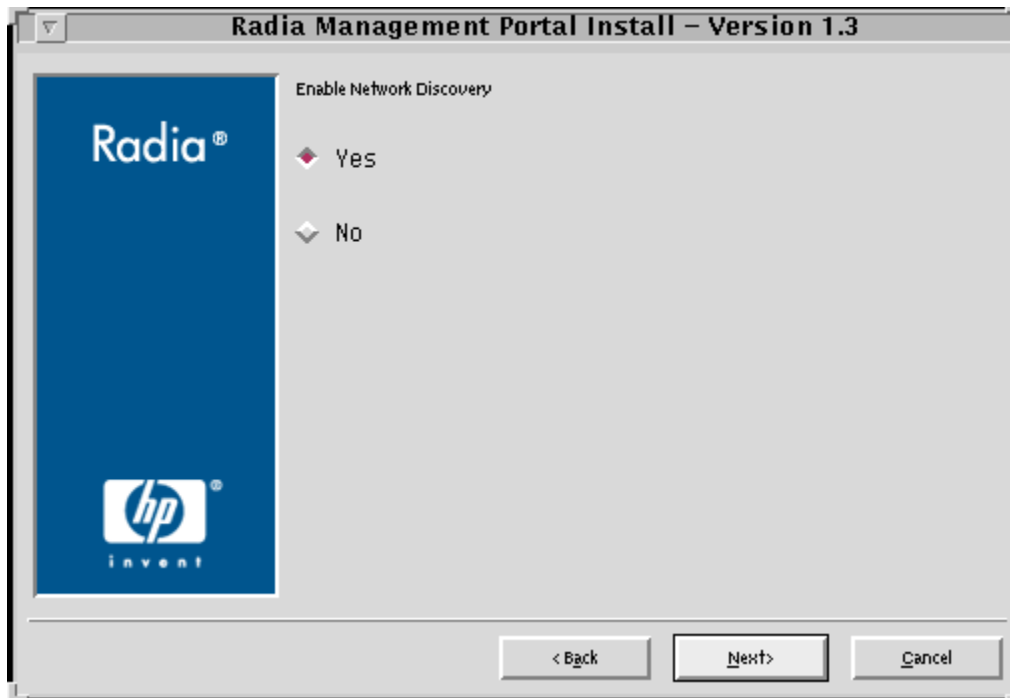 Radia Management Portal Install – Version 1.3
Radia®
Enable Network Discovery
Yes
No
hp®
invent
< Back
Next>
Cancel